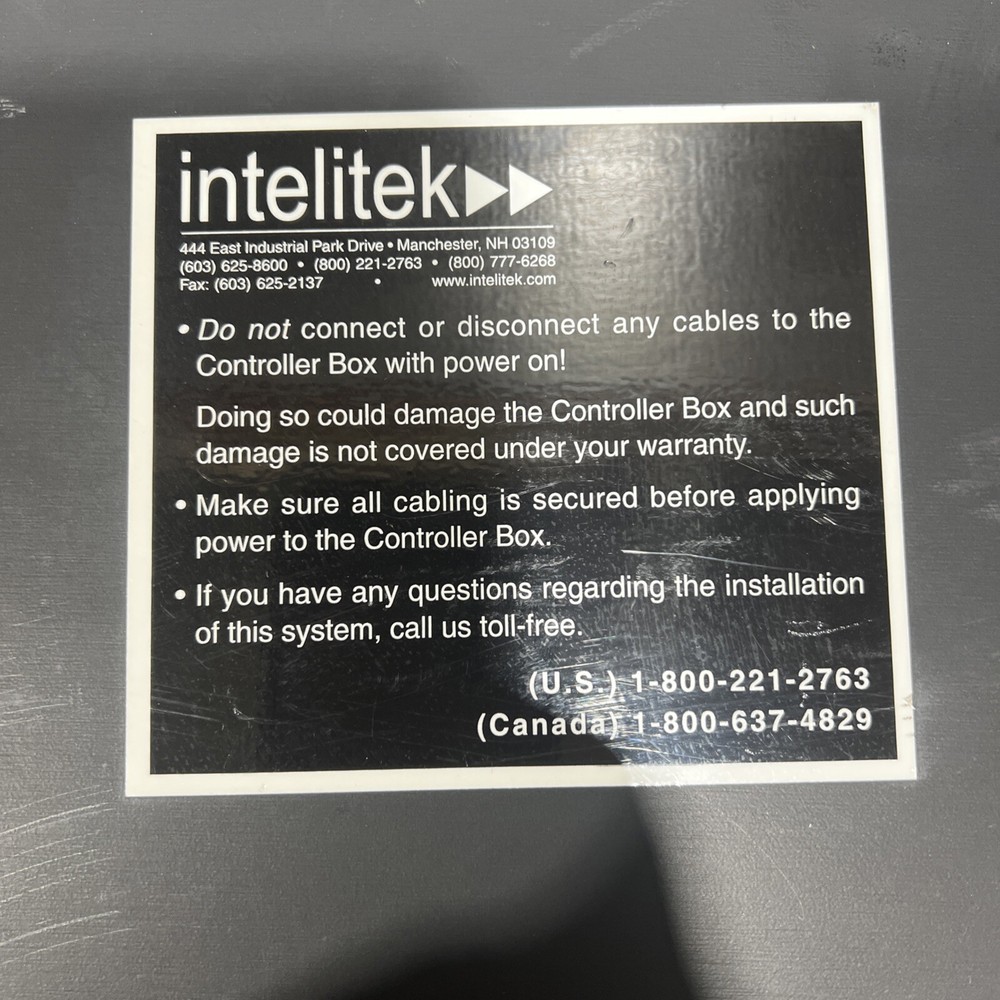 intelitek
444 East Industrial Park Drive • Manchester, NH 03109
(603) 625-8600 • (800) 221-2763 • (800) 777-6268
Fax: (603) 625-2137 • www.intelitek.com
• Do not connect or disconnect any cables to the
Controller Box with power on!
Doing so could damage the Controller Box and such
damage is not covered under your warranty.
• Make sure all cabling is secured before applying
power to the Controller Box.
• If you have any questions regarding the installation
of this system, call us toll-free.
(U.S.) 1-800-221-2763
(Canada) 1-800-637-4829